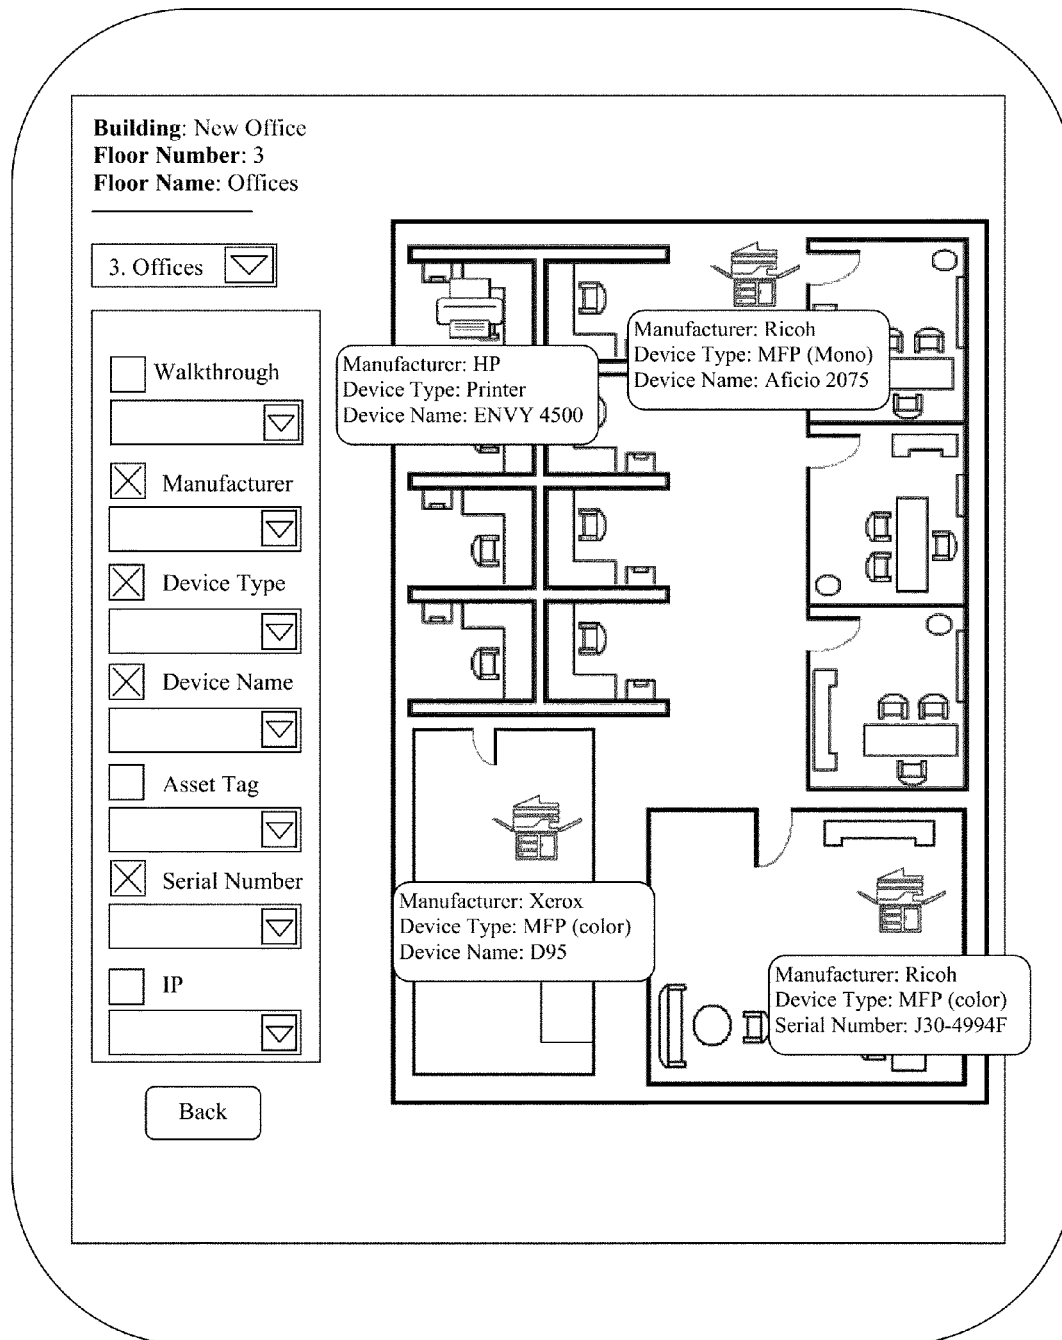 Building: New Office
Floor Number: 3
Floor Name: Offices
3. Offices
Walkthrough
Manufacturer
Device Type
Device Name
Asset Tag
Serial Number
IP
Back
Manufacturer: HP
Device Type: Printer
Device Name: ENVY 4500
Manufacturer: Ricoh
Device Type: MFP (Mono)
Device Name: Aficio 2075
Manufacturer: Xerox
Device Type: MFP (color)
Device Name: D95
Manufacturer: Ricoh
Device Type: MFP (color)
Serial Number: J30-4994F